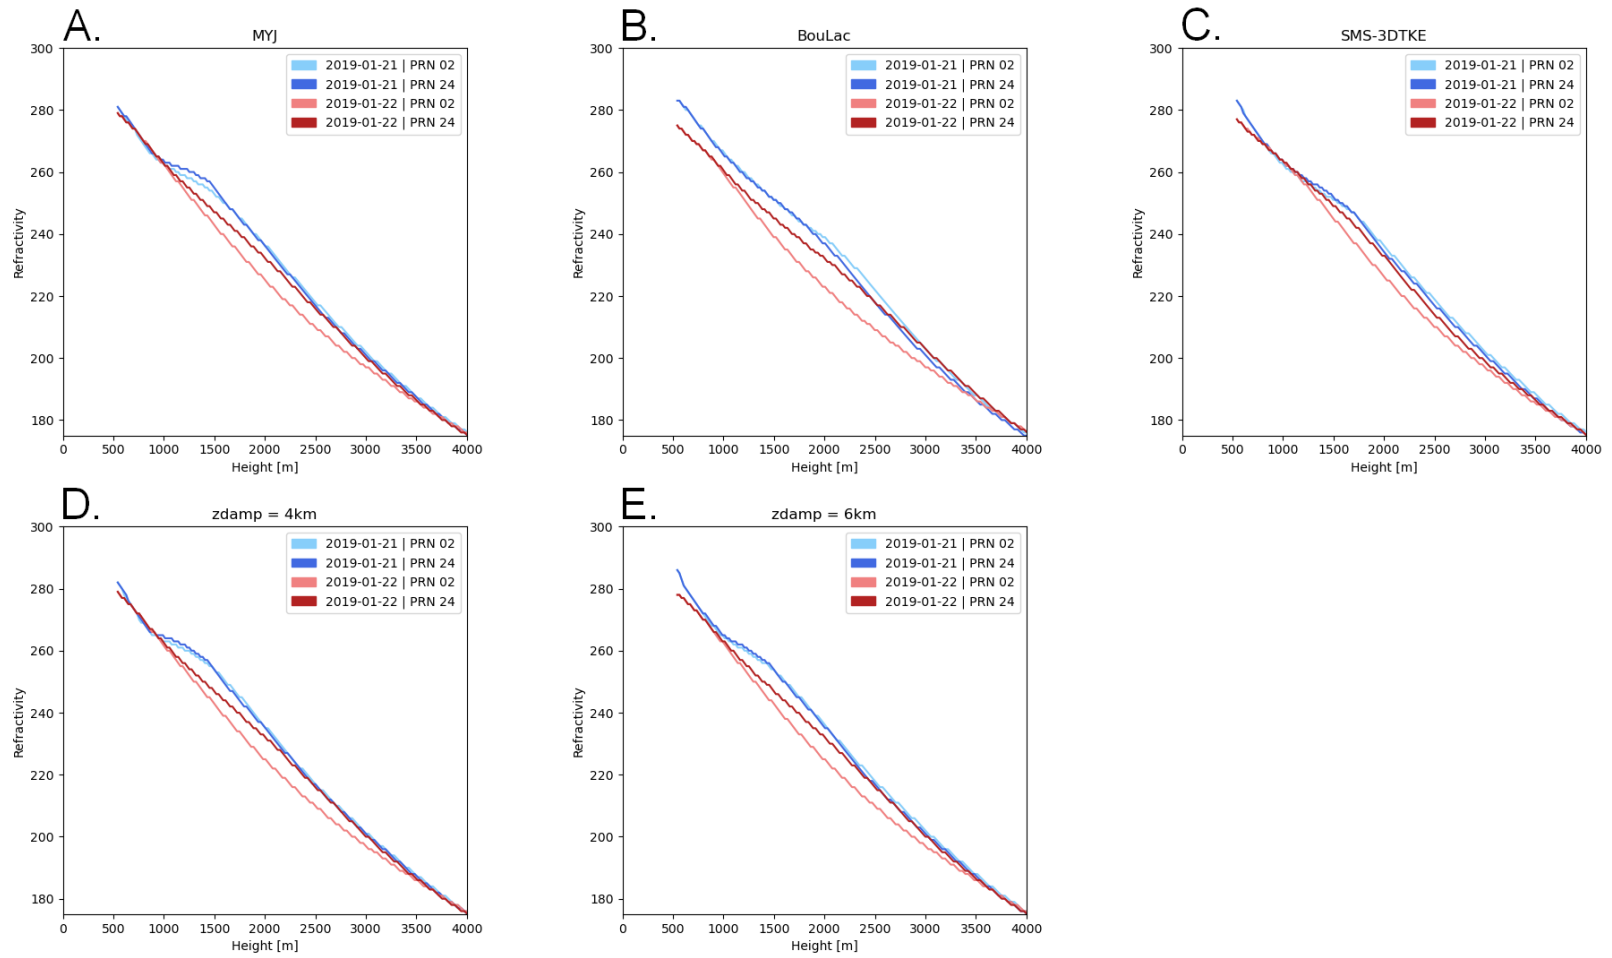 A.
MYJ
2019-01-21 | PRN 02
2019-01-21 | PRN 24
2019-01-22 | PRN 02
2019-01-22 | PRN 24
300
280
260
240
220
200
180
Refractivity
0 500 1000 1500 2000 2500 3000 3500 4000
Height [m]
B.
BouLac
2019-01-21 | PRN 02
2019-01-21 | PRN 24
2019-01-22 | PRN 02
2019-01-22 | PRN 24
300
280
260
240
220
200
180
Refractivity
0 500 1000 1500 2000 2500 3000 3500 4000
Height [m]
C.
SMS-3DTKE
2019-01-21 | PRN 02
2019-01-21 | PRN 24
2019-01-22 | PRN 02
2019-01-22 | PRN 24
300
280
260
240
220
200
180
Refractivity
0 500 1000 1500 2000 2500 3000 3500 4000
Height [m]
D.
zdamp = 4km
2019-01-21 | PRN 02
2019-01-21 | PRN 24
2019-01-22 | PRN 02
2019-01-22 | PRN 24
300
280
260
240
220
200
180
Refractivity
0 500 1000 1500 2000 2500 3000 3500 4000
Height [m]
E.
zdamp = 6km
2019-01-21 | PRN 02
2019-01-21 | PRN 24
2019-01-22 | PRN 02
2019-01-22 | PRN 24
300
280
260
240
220
200
180
Refractivity
0 500 1000 1500 2000 2500 3000 3500 4000
Height [m]